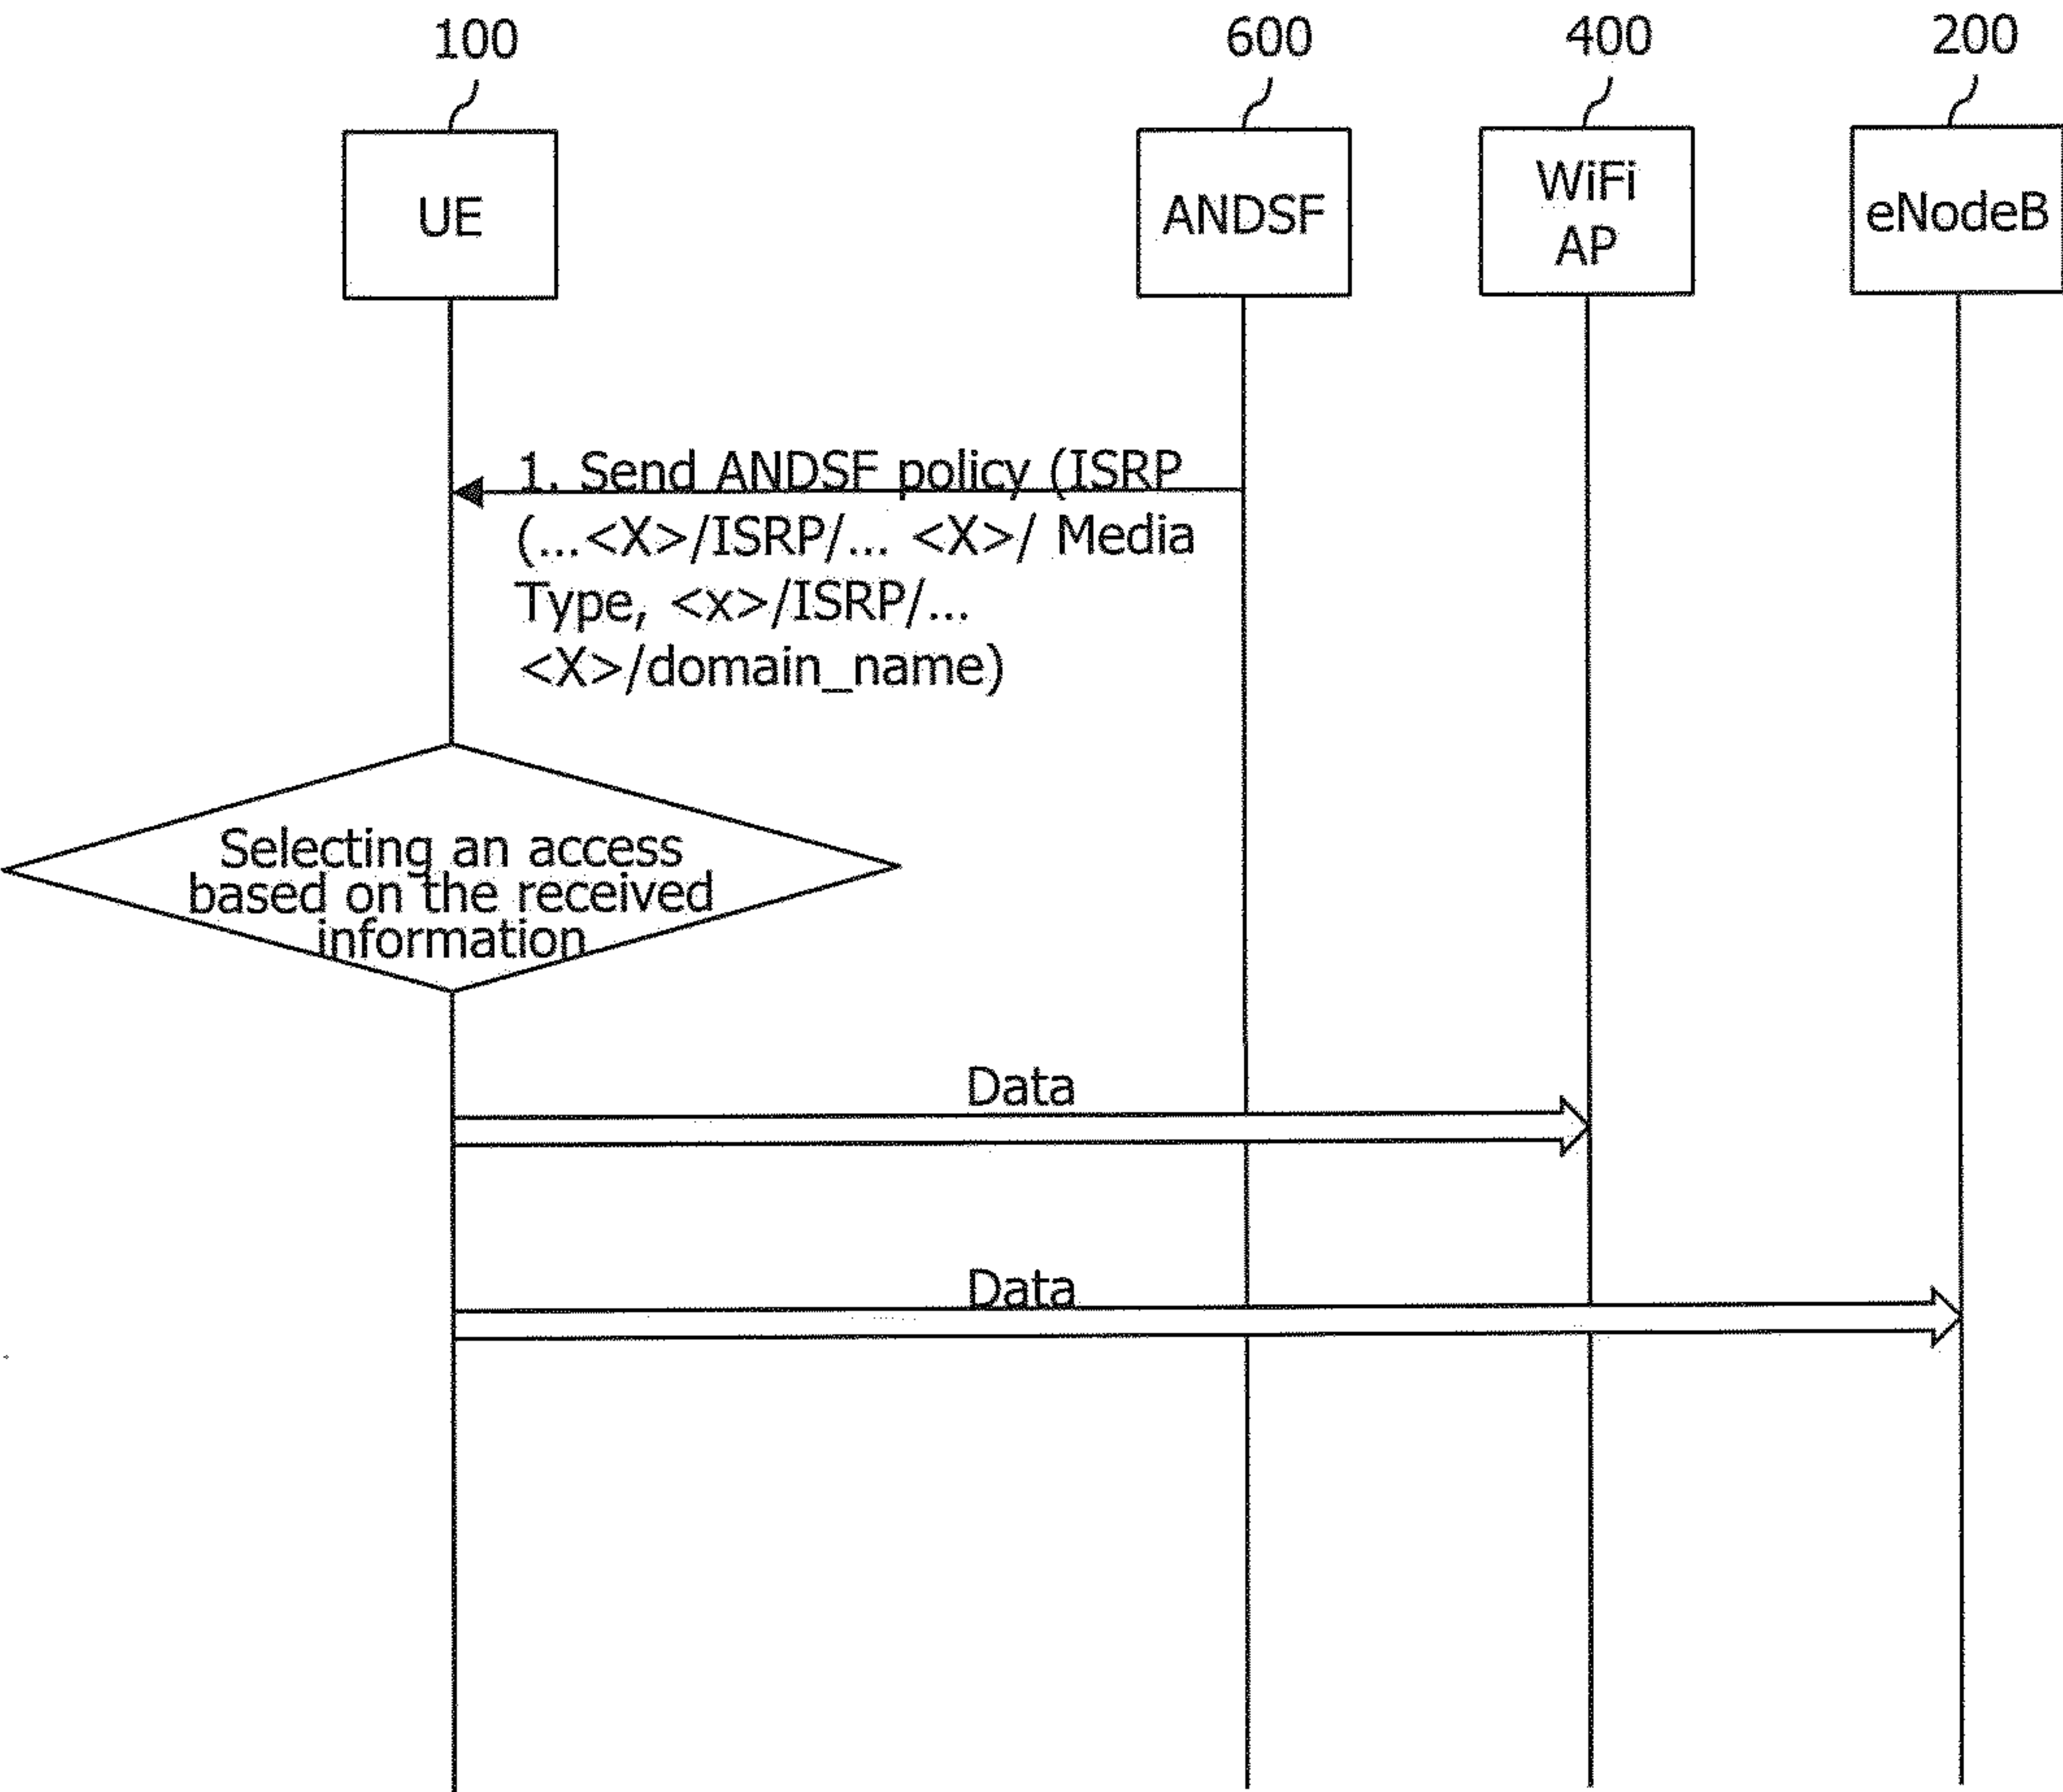 100
600
400
200
UE
ANDSF
WiFi
AP
eNodeB
1. Send ANDSF policy (ISRP
(...<X>/ISRP/... <X>/ Media
Type, <x>/ISRP/...
<X>/domain_name)
Selecting an access
based on the received
information
Data
Data